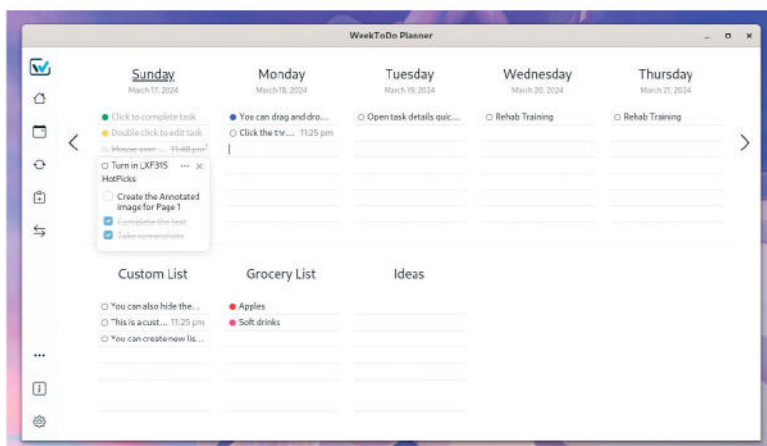 WeekToDo Planner
Sunday
March 17, 2024
Click to complete task
Double click to edit task
Mouse over ... 11:40 pm
Turn in LXF315
HotPicks
Create the Annotated
image for Page 1
Complete the text
Take screenshots
Monday
March 18, 2024
You can drag and dro...
Click the thr... 11:25 pm
Tuesday
March 19, 2024
Open task details quic...
Wednesday
March 20, 2024
Rehab Training
Thursday
March 21, 2024
Rehab Training
Custom List
You can also hide the...
This is a cust... 11:25 pm
You can create new lis...
Grocery List
Apples
Soft drinks
Ideas